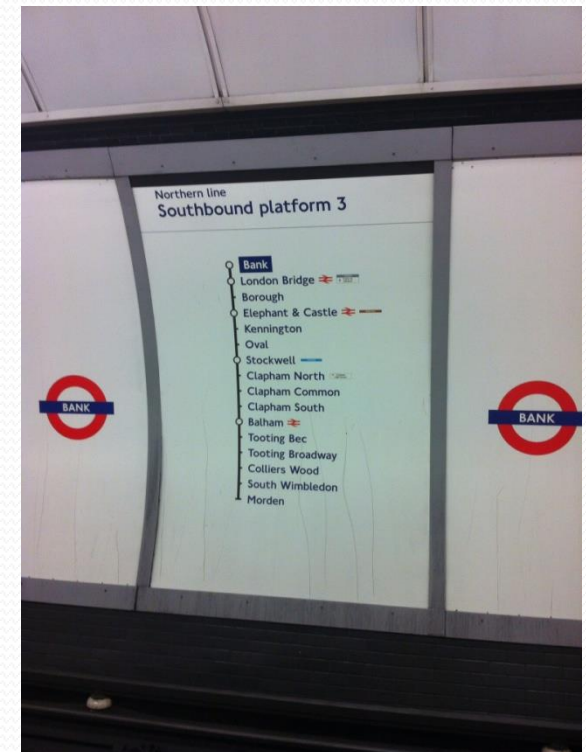 Northern line
Southbound platform 3
Bank
London Bridge
Borough
Elephant & Castle
Kennington
Oval
Stockwell
Clapham North
Clapham Common
Clapham South
Balham
Tooting Bec
Tooting Broadway
Colliers Wood
South Wimbledon
Morden
BANK
BANK